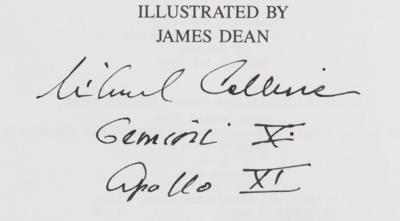 ILLUSTRATED BY
JAMES DEAN
Michael Collins
Gemini X
Apollo XI